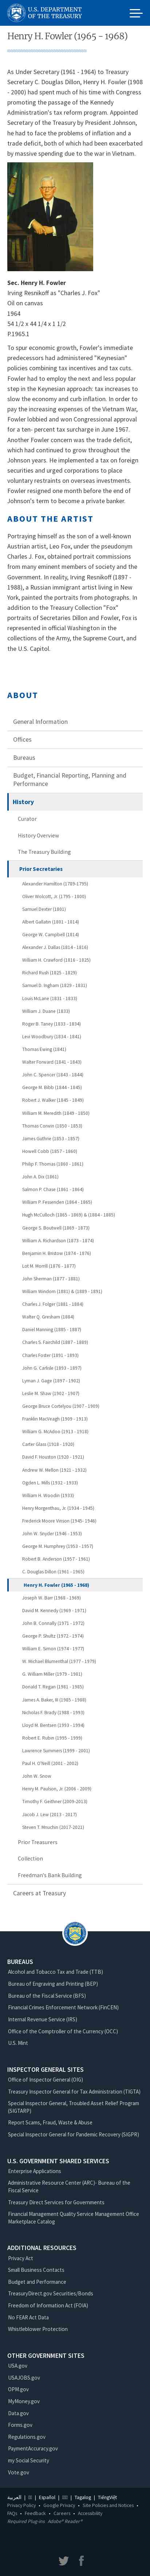 U.S. DEPARTMENT
OF THE TREASURY
Henry H. Fowler (1965 - 1968)
As Under Secretary (1961 - 1964) to Treasury
Secretary C. Douglas Dillon, Henry H. Fowler (1908
- 2000) had spent much of his time with Congress
promoting the passage of the Kennedy
Administration's tax reform program. Appointed
Secretary of the Treasury by President Johnson,
who also promoted tax reform, he inherited a trade
deficit, both of which had been exacerbated by
increased spending due to the war in Vietnam.
Sec. Henry H. Fowler
Irving Resnikoff as "Charles J. Fox"
Oil on canvas
1964
54 1/2 x 44 1/4 x 1 1/2
P.1965.1
To spur economic growth, Fowler's immediate
predecessors had administered "Keynesian"
policies combining tax incentives with tax cuts.
Fowler had to employ the next and less popular
step in their strategy, a tax increase, to slow the
economy and curb inflation. With skillful
diplomacy, Fowler won Congressional approval
for a ten- percent tax surcharge in June 1967.
Another Fowler concern was the trade deficit,
which had continued to grow throughout the
Johnson years. He implemented a tax on foreign
securities and urged corporations to place
voluntary restraints on overseas investment.
Fowler resigned one month before the end of
Johnson's term to become a private banker.
ABOUT THE ARTIST
Portraying himself as the son of a well-known
Austrian artist, Leo Fox, under the pseudonym
Charles J. Fox, obtained commissions to paint
many members of society and government.
In reality, Irving Resnikoff (1897 -
1988), a Russian immigrant artist living in New
York, painted the portraits from photographs. In
addition to the Treasury Collection "Fox"
portraits of Secretaries Dillon and Fowler, Fox is
represented in official Washington in the
collections of the Army, the Supreme Court, and
the U.S. Capitol.
ABOUT
General Information
Offices
Bureaus
Budget, Financial Reporting, Planning and
Performance
History
Curator
History Overview
The Treasury Building
Prior Secretaries
Alexander Hamilton (1789-1795)
Oliver Wolcott, Jr. (1795 - 1800)
Samuel Dexter (1801)
Albert Gallatin (1801 - 1814)
George W. Campbell (1814)
Alexander J. Dallas (1814 - 1816)
William H. Crawford (1816 - 1825)
Richard Rush (1825 - 1829)
Samuel D. Ingham (1829 - 1831)
Louis McLane (1831 - 1833)
William J. Duane (1833)
Roger B. Taney (1833 - 1834)
Levi Woodbury (1834 - 1841)
Thomas Ewing (1841)
Walter Forward (1841 - 1843)
John C. Spencer (1843 - 1844)
George M. Bibb (1844 - 1845)
Robert J. Walker (1845 - 1849)
William M. Meredith (1849 - 1850)
Thomas Corwin (1850 - 1853)
James Guthrie (1853 - 1857)
Howell Cobb (1857 - 1860)
Philip F. Thomas (1860 - 1861)
John A. Dix (1861)
Salmon P. Chase (1861 - 1864)
William P. Fessenden (1864 - 1865)
Hugh McCulloch (1865 - 1869) & (1884 - 1885)
George S. Boutwell (1869 - 1873)
William A. Richardson (1873 - 1874)
Benjamin H. Bristow (1874 - 1876)
Lot M. Morrill (1876 - 1877)
John Sherman (1877 - 1881)
William Windom (1881) & (1889 - 1891)
Charles J. Folger (1881 - 1884)
Walter Q. Gresham (1884)
Daniel Manning (1885 - 1887)
Charles S. Fairchild (1887 - 1889)
Charles Foster (1891 - 1893)
John G. Carlisle (1893 - 1897)
Lyman J. Gage (1897 - 1902)
Leslie M. Shaw (1902 - 1907)
George Bruce Cortelyou (1907 - 1909)
Franklin MacVeagh (1909 - 1913)
William G. McAdoo (1913 - 1918)
Carter Glass (1918 - 1920)
David F. Houston (1920 - 1921)
Andrew W. Mellon (1921 - 1932)
Ogden L. Mills (1932 - 1933)
William H. Woodin (1933)
Henry Morgenthau, Jr. (1934 - 1945)
Frederick Moore Vinson (1945-1946)
John W. Snyder (1946 - 1953)
George M. Humphrey (1953 - 1957)
Robert B. Anderson (1957 - 1961)
C. Douglas Dillon (1961 - 1965)
Henry H. Fowler (1965 - 1968)
Joseph W. Barr (1968 - 1969)
David M. Kennedy (1969 - 1971)
John B. Connally (1971 - 1972)
George P. Shultz (1972 - 1974)
William E. Simon (1974 - 1977)
W. Michael Blumenthal (1977 - 1979)
G. William Miller (1979 - 1981)
Donald T. Regan (1981 - 1985)
James A. Baker, III (1985 - 1988)
Nicholas F. Brady (1988 - 1993)
Lloyd M. Bentsen (1993 - 1994)
Robert E. Rubin (1995 - 1999)
Lawrence Summers (1999 - 2001)
Paul H. O'Neill (2001 - 2002)
John W. Snow
Henry M. Paulson, Jr. (2006 - 2009)
Timothy F. Geithner (2009-2013)
Jacob J. Lew (2013 - 2017)
Steven T. Mnuchin (2017-2021)
Prior Treasurers
Collection
Freedman's Bank Building
Careers at Treasury
BUREAUS
Alcohol and Tobacco Tax and Trade (TTB)
Bureau of Engraving and Printing (BEP)
Bureau of the Fiscal Service (BFS)
Financial Crimes Enforcement Network (FinCEN)
Internal Revenue Service (IRS)
Office of the Comptroller of the Currency (OCC)
U.S. Mint
INSPECTOR GENERAL SITES
Office of Inspector General (OIG)
Treasury Inspector General for Tax Administration (TIGTA)
Special Inspector General, Troubled Asset Relief Program
(SIGTARP)
Report Scams, Fraud, Waste & Abuse
Special Inspector General for Pandemic Recovery (SIGPR)
U.S. GOVERNMENT SHARED SERVICES
Enterprise Applications
Administrative Resource Center (ARC)- Bureau of the
Fiscal Service
Treasury Direct Services for Governments
Financial Management Quality Service Management Office
Marketplace Catalog
ADDITIONAL RESOURCES
Privacy Act
Small Business Contacts
Budget and Performance
TreasuryDirect.gov Securities/Bonds
Freedom of Information Act (FOIA)
No FEAR Act Data
Whistleblower Protection
OTHER GOVERNMENT SITES
USA.gov
USAJOBS.gov
OPM.gov
MyMoney.gov
Data.gov
Forms.gov
Regulations.gov
PaymentAccuracy.gov
my Social Security
Vote.gov
العربية | Español | Tagalog | TiếngViệt
Privacy Policy • Google Privacy • Site Policies and Notices •
FAQs • Feedback • Careers • Accessibility
Required Plug-ins Adobe® Reader®